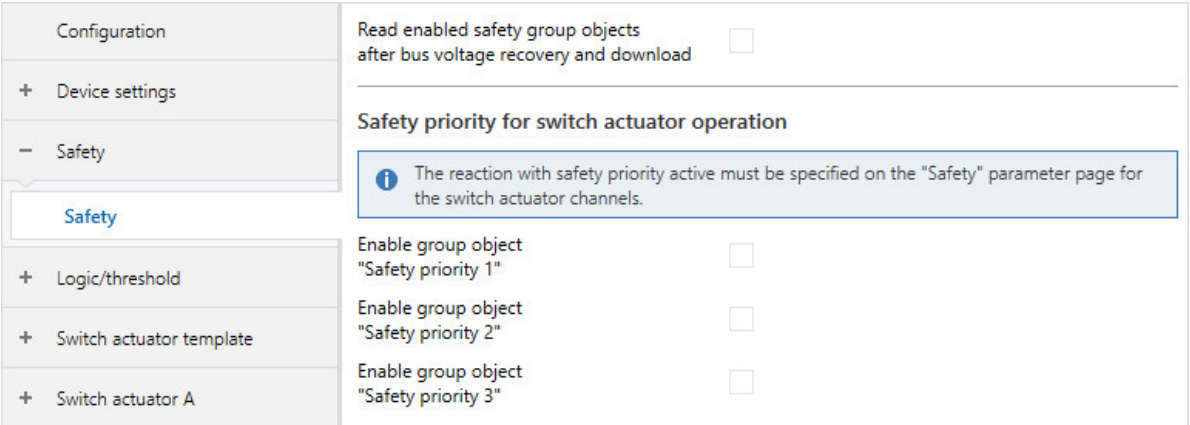 Configuration
+ Device settings
− Safety
Safety
+ Logic/threshold
+ Switch actuator template
+ Switch actuator A
Read enabled safety group objects
after bus voltage recovery and download
Safety priority for switch actuator operation
The reaction with safety priority active must be specified on the "Safety" parameter page for
the switch actuator channels.
Enable group object
"Safety priority 1"
Enable group object
"Safety priority 2"
Enable group object
"Safety priority 3"